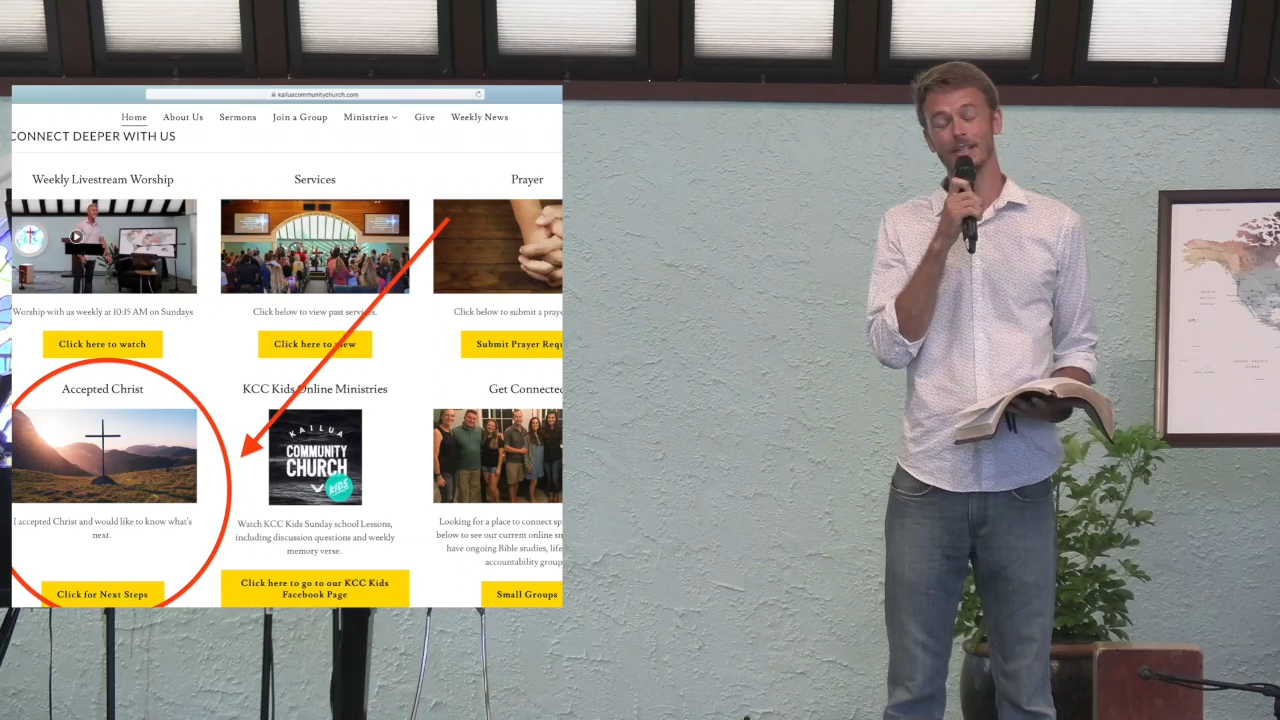 kailuacommunitychurch.com
Home About Us Sermons Join a Group Ministries Give Weekly News
CONNECT DEEPER WITH US
Weekly Livestream Worship
Services
Prayer
Worship with us weekly at 10:15 AM on Sundays
Click below to view past services.
Click below to submit a praye
Click here to watch
Click here to view
Submit Prayer Requ
Accepted Christ
KCC Kids Online Ministries
Get Connected
KAILUA
COMMUNITY
CHURCH
KIDS
I accepted Christ and would like to know what's
next.
Watch KCC Kids Sunday school Lessons,
including discussion questions and weekly
memory verse.
Looking for a place to connect sp
below to see our current online sm
have ongoing Bible studies, life
accountability group
Click for Next Steps
Click here to go to our KCC Kids
Facebook Page
Small Groups